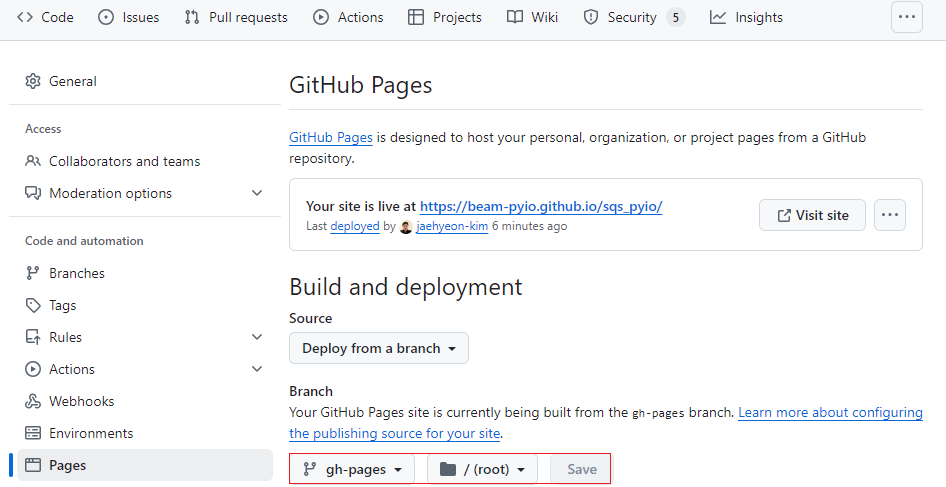 Code Issues Pull requests Actions Projects Wiki Security 5 Insights
General
Access
Collaborators and teams
Moderation options
Code and automation
Branches
Tags
Rules
Actions
Webhooks
Environments
Pages
GitHub Pages
GitHub Pages is designed to host your personal, organization, or project pages from a GitHub
repository.
Your site is live at https://beam-pyio.github.io/sqs_pyio/
Last deployed by jaehyeon-kim 6 minutes ago
Visit site
Build and deployment
Source
Deploy from a branch
Branch
Your GitHub Pages site is currently being built from the gh-pages branch. Learn more about configuring
the publishing source for your site.
gh-pages / (root) Save